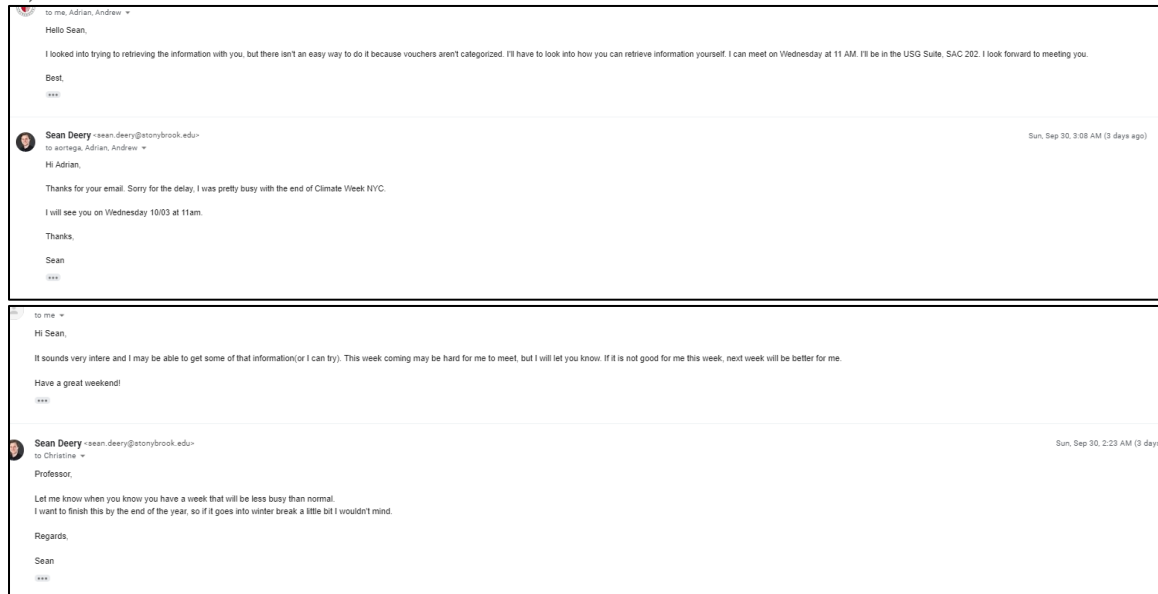 to me, Adrian, Andrew
Hello Sean,
I looked into trying to retrieving the information with you, but there isn't an easy way to do it because vouchers aren't categorized. I'll have to look into how you can retrieve information yourself. I can meet on Wednesday at 11 AM. I'll be in the USG Suite, SAC 202. I look forward to meeting you.
Best,
Sean Deery <sean.deery@stonybrook.edu> Sun, Sep 30, 3:08 AM (3 days ago)
to aortega, Adrian, Andrew
Hi Adrian,
Thanks for your email. Sorry for the delay, I was pretty busy with the end of Climate Week NYC.
I will see you on Wednesday 10/03 at 11am.
Thanks,
Sean
to me
Hi Sean,
It sounds very intere and I may be able to get some of that information(or I can try). This week coming may be hard for me to meet, but I will let you know. If it is not good for me this week, next week will be better for me.
Have a great weekend!
Sean Deery <sean.deery@stonybrook.edu> Sun, Sep 30, 2:23 AM (3 days
to Christine
Professor,
Let me know when you know you have a week that will be less busy than normal.
I want to finish this by the end of the year, so if it goes into winter break a little bit I wouldn't mind.
Regards,
Sean